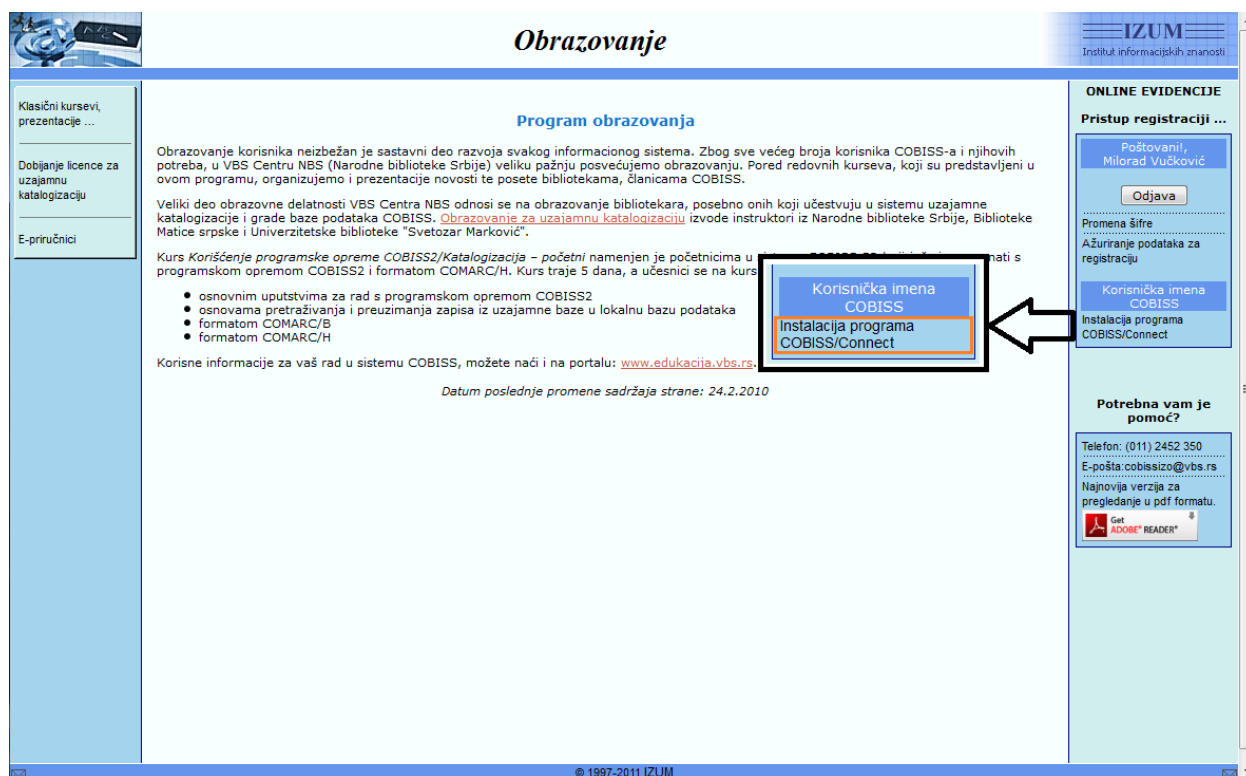 Obrazovanje
IZUM
Institut informacijskih znanosti
Klasični kursevi,
prezentacije ...
Dobijanje licence za
uzajamnu
katalogizaciju
E-priručnici
Program obrazovanja
Obrazovanje korisnika neizbežan je sastavni deo razvoja svakog informacionog sistema. Zbog sve većeg broja korisnika COBISS-a i njihovih
potreba, u VBS Centru NBS (Narodne biblioteke Srbije) veliku pažnju posvećujemo obrazovanju. Pored redovnih kurseva, koji su predstavljeni u
ovom programu, organizujemo i prezentacije novosti te posete bibliotekama, članicama COBISS.
Veliki deo obrazovne delatnosti VBS Centra NBS odnosi se na obrazovanje bibliotekara, posebno onih koji učestvuju u sistemu uzajamne
katalogizacije i grade baze podataka COBISS. Obrazovanje za uzajamnu katalogizaciju izvode instruktori iz Narodne biblioteke Srbije, Biblioteke
Matice srpske i Univerzitetske biblioteke "Svetozar Marković".
Kurs Korišćenje programske opreme COBISS2/Katalogizacija – početni namenjen je početnicima u
programskom opremom COBISS2 i formatom COMARC/H. Kurs traje 5 dana, a učesnici se na kurs
osnovnim uputstvima za rad s programskom opremom COBISS2
osnovama pretraživanja i preuzimanja zapisa iz uzajamne baze u lokalnu bazu podataka
formatom COMARC/B
formatom COMARC/H
Korisne informacije za vaš rad u sistemu COBISS, možete naći i na portalu: www.edukacija.vbs.rs.
Datum poslednje promene sadržaja strane: 24.2.2010
Korisnička imena
COBISS
Instalacija programa
COBISS/Connect
ONLINE EVIDENCIJE
Pristup registraciji ...
Poštovani!,
Milorad Vučković
Odjava
Promena šifre
Ažuriranje podataka za
registraciju
Korisnička imena
COBISS
Instalacija programa
COBISS/Connect
Potrebna vam je
pomoć?
Telefon: (011) 2452 350
E-pošta:cobissizo@vbs.rs
Najnovija verzija za
pregledanje u pdf formatu.
Get
ADOBE® READER®
© 1997-2011 IZUM